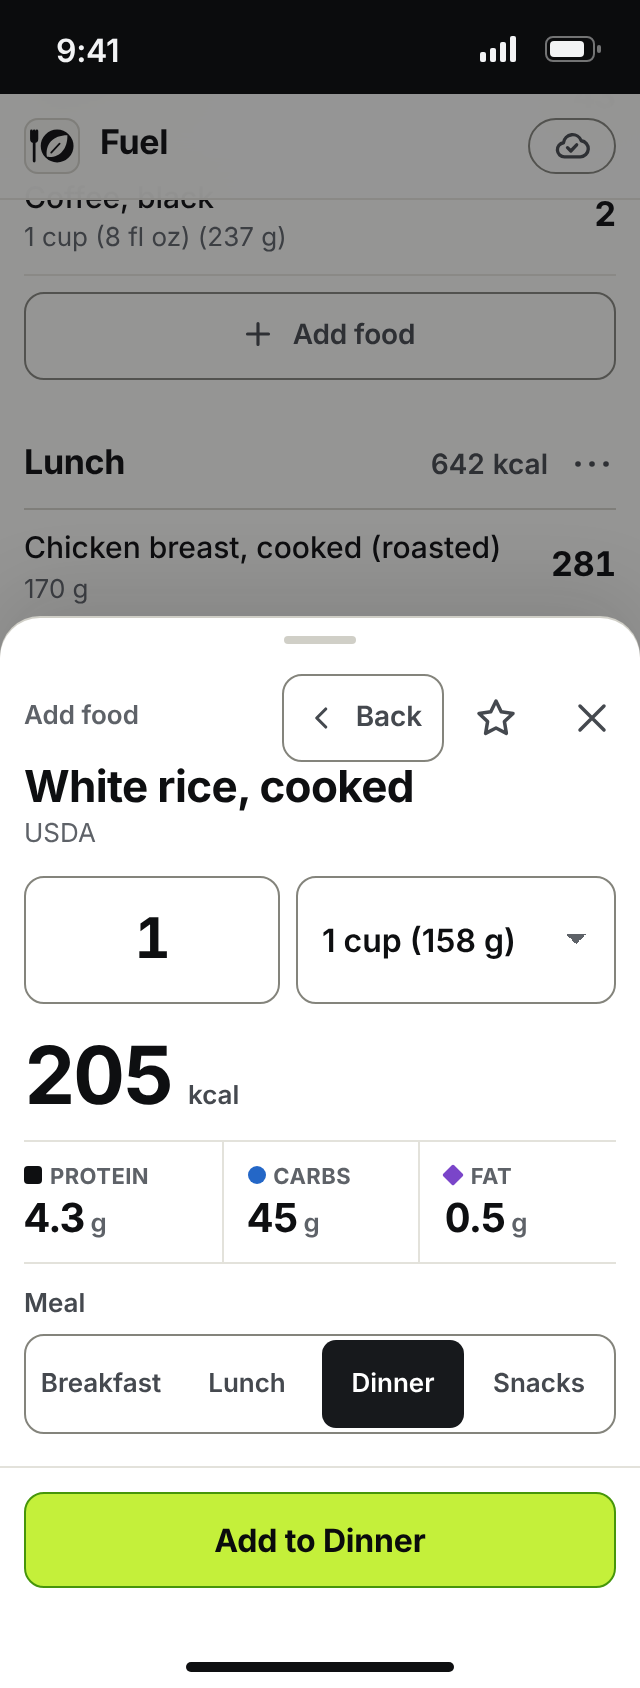 9:41
Fuel
Coffee, black
2
1 cup (8 fl oz) (237 g)
Add food
Lunch
642 kcal
Chicken breast, cooked (roasted)
281
170 g
Add food
Back
White rice, cooked
USDA
1
1 cup (158 g)
205 kcal
PROTEIN
4.3 g
CARBS
45 g
FAT
0.5 g
Meal
Breakfast
Lunch
Dinner
Snacks
Add to Dinner